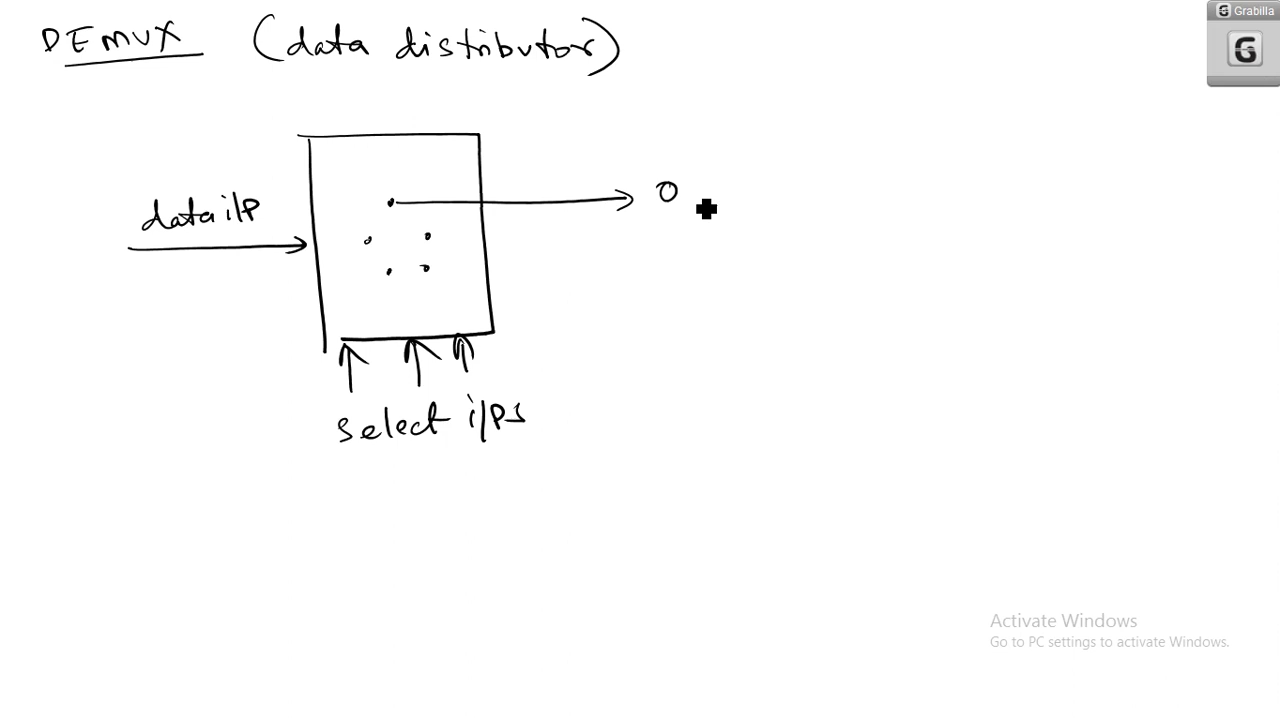 DEMUX (data distributor)
Grabilla
G
data i/P
0
select i/Ps
Activate Windows
Go to PC settings to activate Windows.